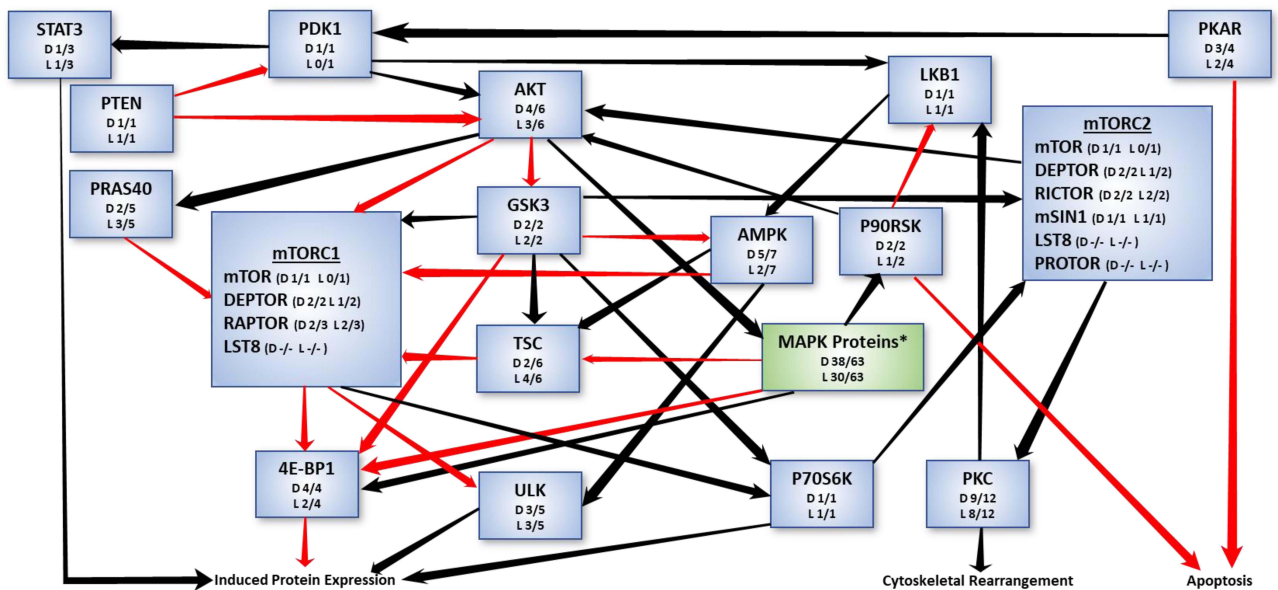 STAT3
D 1/3
L 1/3
PDK1
D 1/1
L 0/1
PKAR
D 3/4
L 2/4
PTEN
D 1/1
L 1/1
AKT
D 4/6
L 3/6
LKB1
D 1/1
L 1/1
mTORC2
mTOR (D 1/1 L 0/1)
DEPTOR (D 2/2 L 1/2)
RICTOR (D 2/2 L 2/2)
mSIN1 (D 1/1 L 1/1)
LST8 (D -/- L -/-)
PROTOR (D -/- L -/-)
PRAS40
D 2/5
L 3/5
GSK3
D 2/2
L 2/2
AMPK
D 5/7
L 2/7
P90RSK
D 2/2
L 1/2
mTORC1
mTOR (D 1/1 L 0/1)
DEPTOR (D 2/2 L 1/2)
RAPTOR (D 2/3 L 2/3)
LST8 (D -/- L -/-)
TSC
D 2/6
L 4/6
MAPK Proteins*
D 38/63
L 30/63
4E-BP1
D 4/4
L 2/4
ULK
D 3/5
L 3/5
P70S6K
D 1/1
L 1/1
PKC
D 9/12
L 8/12
Induced Protein Expression
Cytoskeletal Rearrangement
Apoptosis